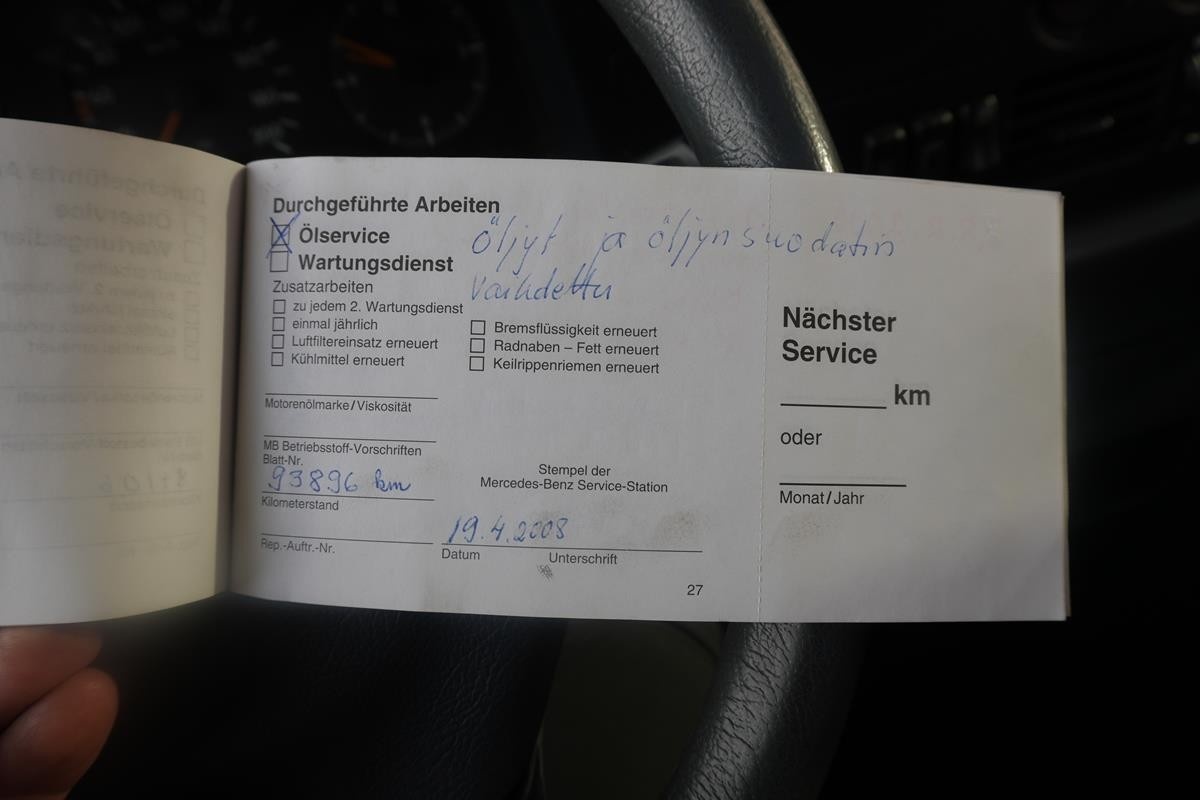 Durchgeführte Arbeiten
Ölservice
Öljyt ja öljynsuodatin
Wartungsdienst
vaihdettu
Zusatzarbeiten
zu jedem 2. Wartungsdienst
einmal jährlich
Luftfiltereinsatz erneuert
Kühlmittel erneuert
Bremsflüssigkeit erneuert
Radnaben – Fett erneuert
Keilrippenriemen erneuert
Motorenölmarke/Viskosität
MB Betriebsstoff-Vorschriften
Blatt-Nr.
93896 km
Kilometerstand
Rep.-Auftr.-Nr.
Stempel der
Mercedes-Benz Service-Station
19.4.2008
Datum Unterschrift
27
Nächster
Service
km
oder
Monat/Jahr